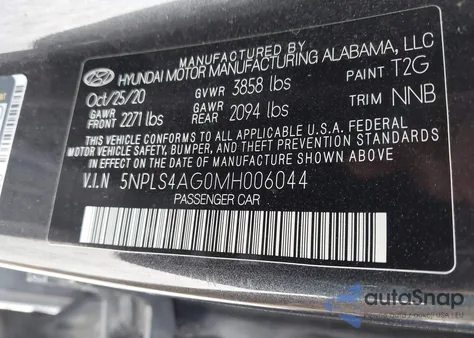 MANUFACTURED BY
HYUNDAI MOTOR MANUFACTURING ALABAMA, LLC
Oct/25/20 GVWR 3858 lbs PAINT T2G
GAWR FRONT 2271 lbs GAWR REAR 2094 lbs TRIM NNB
THIS VEHICLE CONFORMS TO ALL APPLICABLE U.S.A FEDERAL
MOTOR VEHICLE SAFETY, BUMPER, AND THEFT PREVENTION STANDARDS
IN EFFECT ON THE DATE OF MANUFACTURE SHOWN ABOVE.
V.I.N 5NPLS4AG0MH006044
PASSENGER CAR
autoSnap